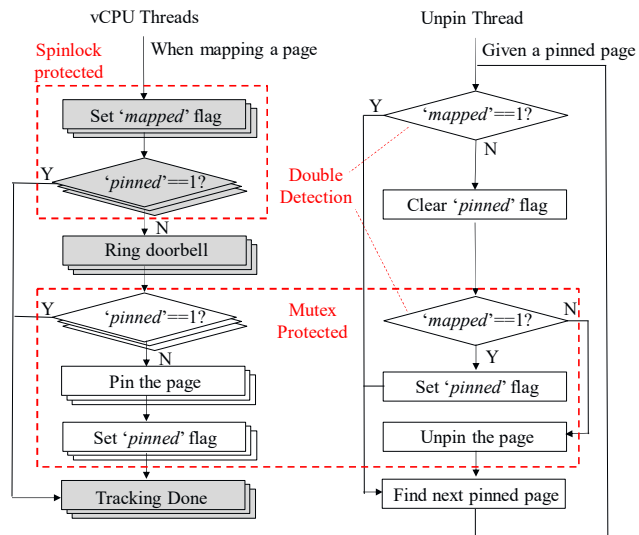 vCPU Threads
Unpin Thread
When mapping a page
Given a pinned page
Spinlock
protected
Set ‘mapped’ flag
Y
‘mapped’==1?
N
Y
‘pinned’==1?
N
Double
Detection
Clear ‘pinned’ flag
Ring doorbell
Y
‘pinned’==1?
N
Mutex
Protected
‘mapped’==1?
N
Y
Pin the page
Set ‘pinned’ flag
Set ‘pinned’ flag
Unpin the page
Tracking Done
Find next pinned page